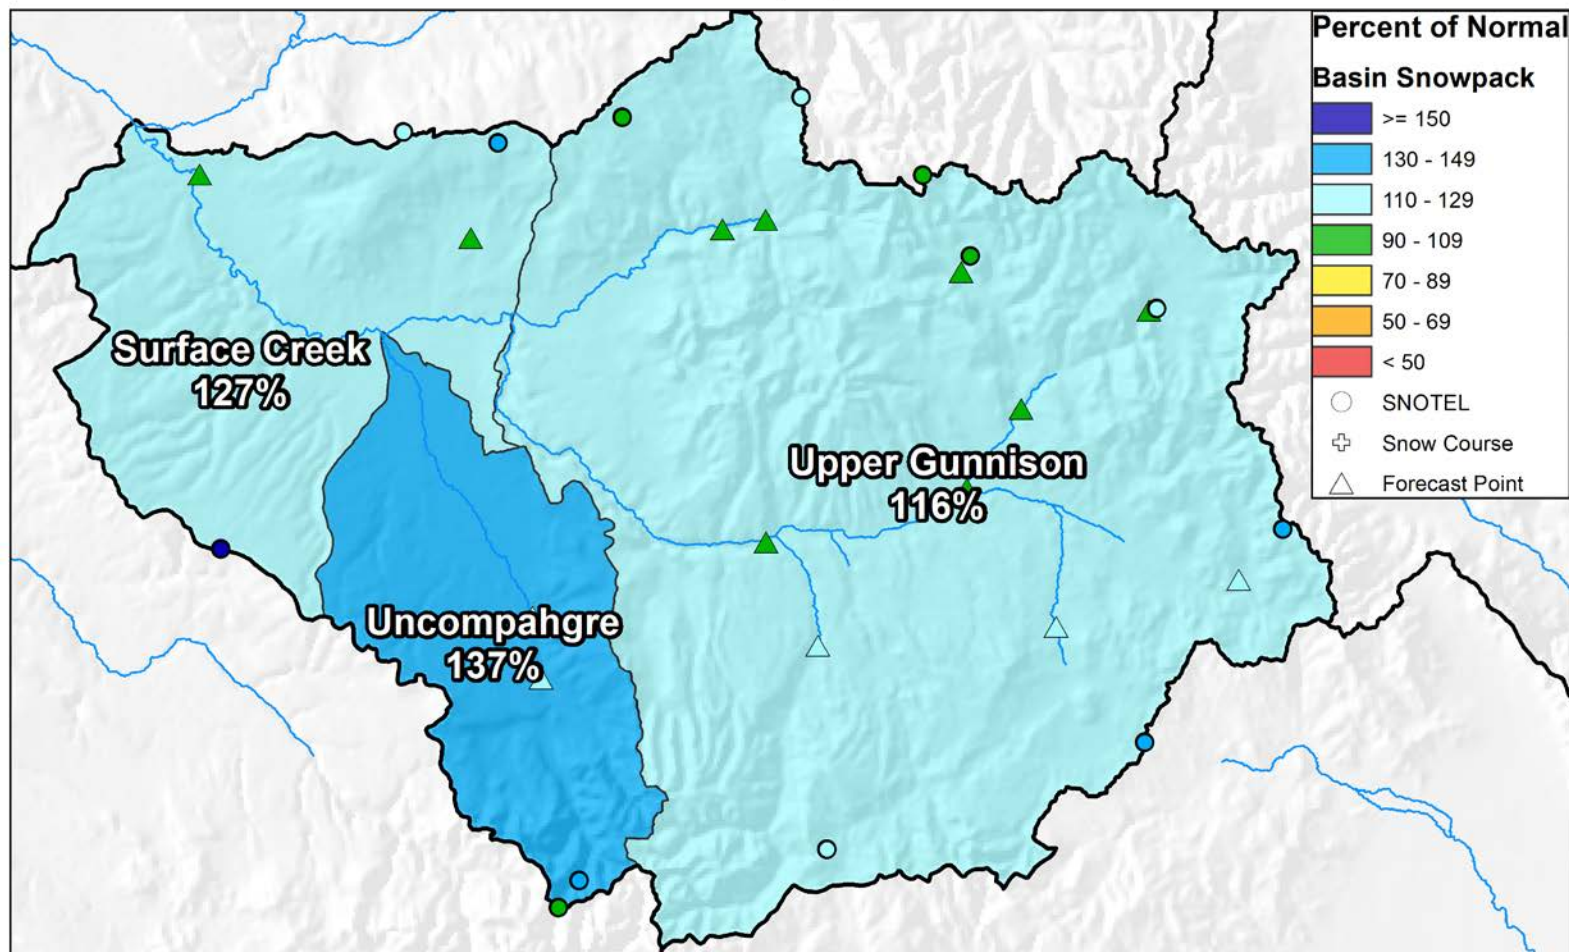 Percent of Normal
Basin Snowpack
>= 150
130 - 149
110 - 129
90 - 109
70 - 89
50 - 69
< 50
SNOTEL
Snow Course
Forecast Point
Surface Creek
127%
Upper Gunnison
116%
Uncompahgre
137%